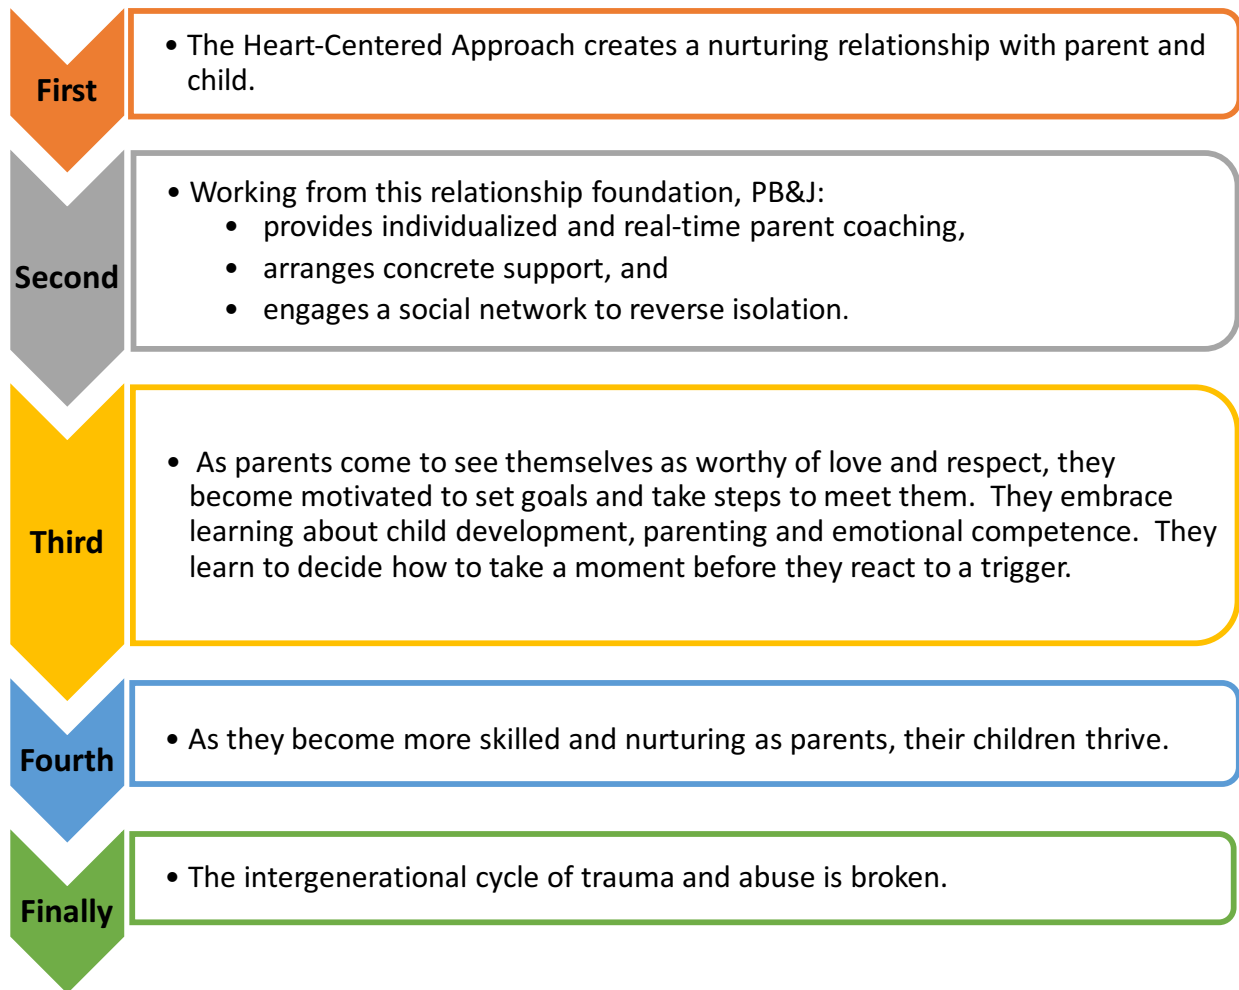 First
• The Heart-Centered Approach creates a nurturing relationship with parent and
child.
Second
• Working from this relationship foundation, PB&J:
• provides individualized and real-time parent coaching,
• arranges concrete support, and
• engages a social network to reverse isolation.
Third
• As parents come to see themselves as worthy of love and respect, they
become motivated to set goals and take steps to meet them. They embrace
learning about child development, parenting and emotional competence. They
learn to decide how to take a moment before they react to a trigger.
Fourth
• As they become more skilled and nurturing as parents, their children thrive.
Finally
• The intergenerational cycle of trauma and abuse is broken.